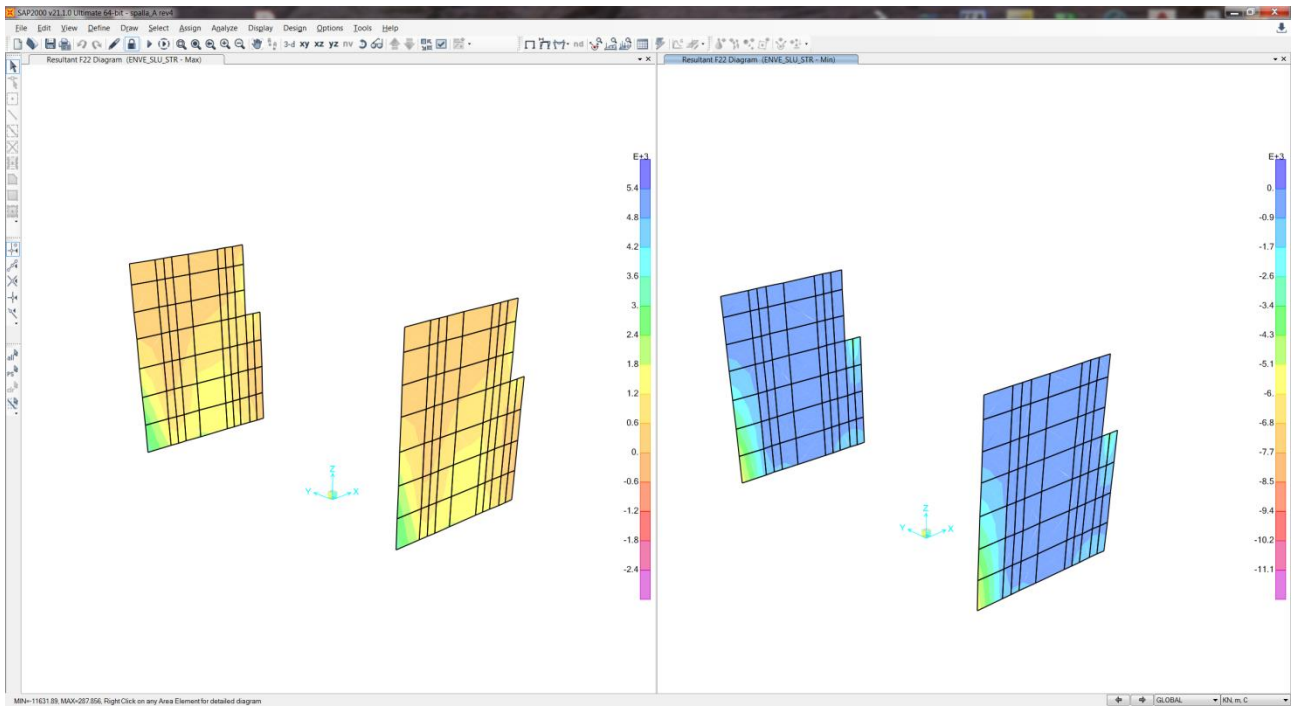 SAP2000 v21.1.0 Ultimate 64-bit - spalla_A rev4
File Edit View Define Draw Select Assign Analyze Display Design Options Tools Help
3-d xy xz yz nv
nd
Resultant F22 Diagram (ENVE_SLU_STR - Max)
Resultant F22 Diagram (ENVE_SLU_STR - Min)
all
PS
clr
E+3
5.4
4.8
4.2
3.6
3.
2.4
1.8
1.2
0.6
0.
-0.6
-1.2
-1.8
-2.4
Z
Y
X
E+3
0.
-0.9
-1.7
-2.6
-3.4
-4.3
-5.1
-6.
-6.8
-7.7
-8.5
-9.4
-10.2
-11.1
Z
Y
X
MIN=-11631.89, MAX=287.856, Right Click on any Area Element for detailed diagram
GLOBAL
KN, m, C